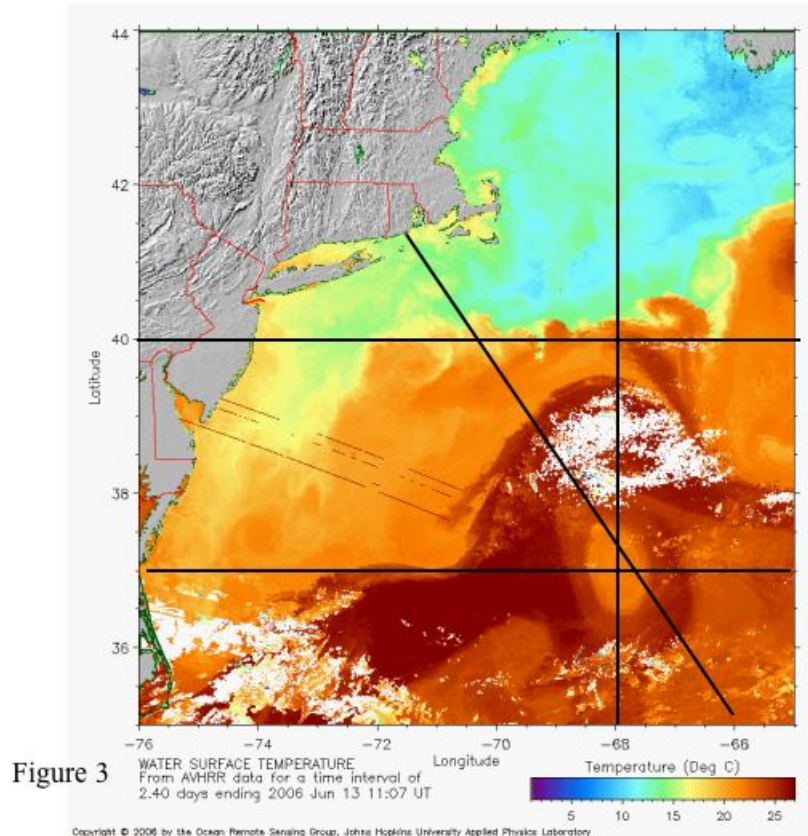 44
42
40
38
36
Latitude
-76
-74
-72
-70
-68
-66
Longitude
Figure 3
WATER SURFACE TEMPERATURE
From AVHRR data for a time interval of
2.40 days ending 2006 Jun 13 11:07 UT
Temperature (Deg C)
5
10
15
20
25
Copyright © 2006 by the Ocean Remote Sensing Group, Johns Hopkins University Applied Physics Laboratory